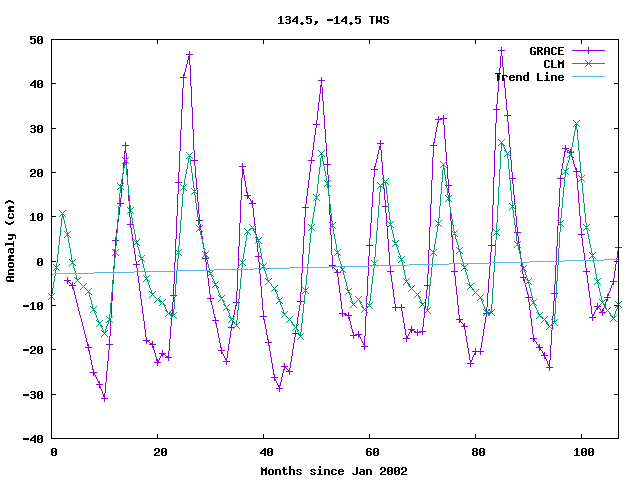 134.5, -14.5 TWS
GRACE
CLM
Trend Line
50
40
30
20
10
0
-10
-20
-30
-40
Anomaly (cm)
0 20 40 60 80 100
Months since Jan 2002